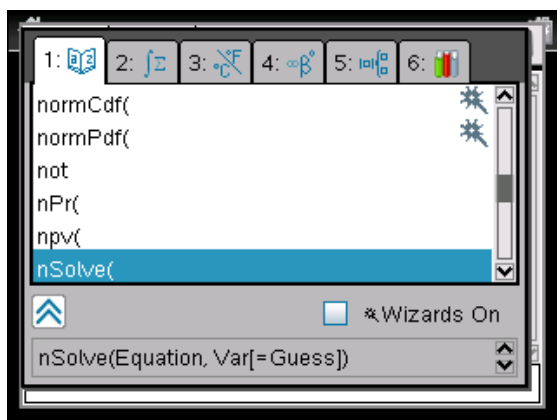 1: 2: ∫Σ 3: °C°F 4: ∞β° 5: 6:
normCdf(
normPdf(
not
nPr(
npv(
nSolve(
Wizards On
nSolve(Equation, Var[=Guess])